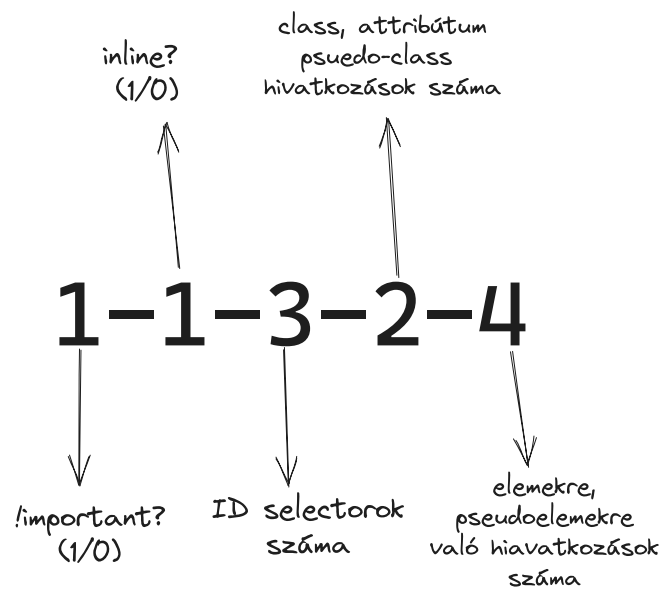 inline?
(1/0)
class, attribútum
psuedo-class
hivatkozások száma
1-1-3-2-4
!important?
(1/0)
ID selectorok
száma
elemekre,
pseudoelemekre
való hiavatkozások
száma